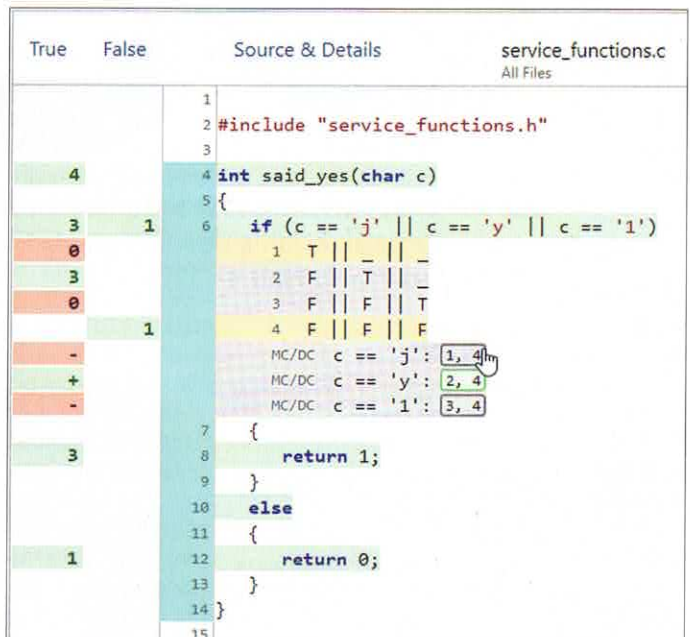 True False Source & Details service_functions.c
All Files
1
2 #include "service_functions.h"
3
4 4 int said_yes(char c)
5 {
3 1 6 if (c == 'j' || c == 'y' || c == '1')
0 1 T || _ || _
3 2 F || T || _
0 3 F || F || T
1 4 F || F || F
- MC/DC c == 'j': 1, 4
+ MC/DC c == 'y': 2, 4
- MC/DC c == '1': 3, 4
7 {
3 8 return 1;
9 }
10 else
11 {
1 12 return 0;
13 }
14 }
15